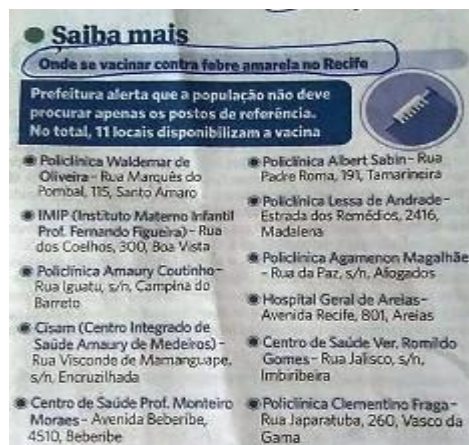 Saiba mais
Onde se vacinar contra febre amarela no Recife
Prefeitura alerta que a população não deve
procurar apenas os postos de referência.
No total, 11 locais disponibilizam a vacina
Policlínica Waldemar de
Oliveira - Rua Marquês do
Pombal, 115, Santo Amaro
IMIP (Instituto Materno Infantil
Prof. Fernando Figueira) - Rua
dos Coelhos, 300, Boa Vista
Policlínica Amaury Coutinho -
Rua Iguatu, s/n, Campina do
Barreto
Cisam (Centro Integrado de
Saúde Amaury de Medeiros) -
Rua Visconde de Mamanguape,
s/n, Encruzilhada
Centro de Saúde Prof. Monteiro
Moraes - Avenida Beberibe,
4510, Beberibe
Policlínica Albert Sabin - Rua
Padre Roma, 191, Tamarineira
Policlínica Lessa de Andrade -
Estrada dos Remédios, 2416,
Madalena
Policlínica Agamenon Magalhãe
- Rua da Paz, s/n, Afogados
Hospital Geral de Areias -
Avenida Recife, 801, Areias
Centro de Saúde Ver. Romildo
Gomes - Rua Jalisco, s/n,
Imbiribeira
Policlínica Clementino Fraga -
Rua Japaratuba, 260, Vasco da
Gama